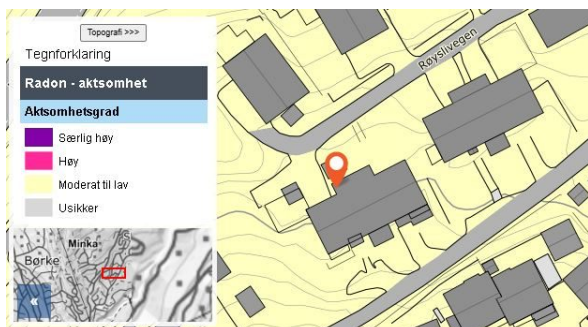 Topografi >>>
Tegnforklaring
Radon - aktsomhet
Aktsomhetsgrad
Særlig høy
Høy
Moderat til lav
Usikker
Minka
Børke
«
Røyslivegen